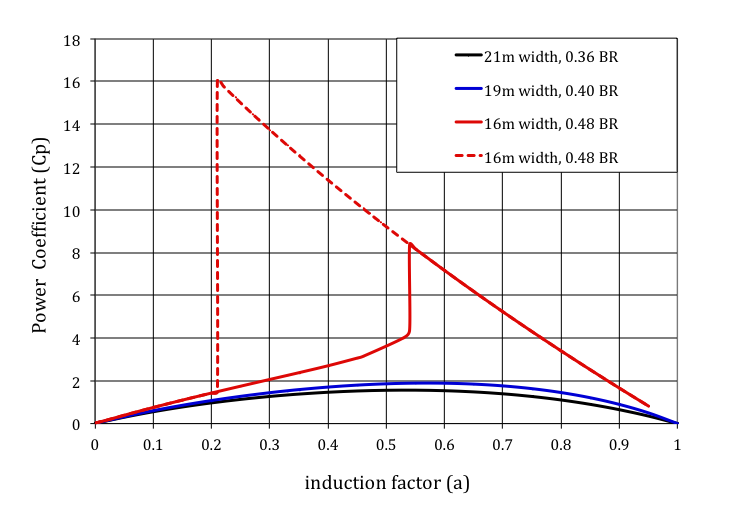 18
16
14
12
10
8
6
4
2
0
Power Coefficient (Cp)
21m width, 0.36 BR
19m width, 0.40 BR
16m width, 0.48 BR
16m width, 0.48 BR
0 0.1 0.2 0.3 0.4 0.5 0.6 0.7 0.8 0.9 1
induction factor (a)